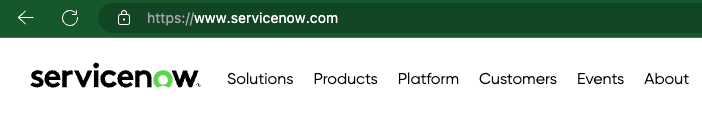 https://www.servicenow.com
servicenow Solutions Products Platform Customers Events About